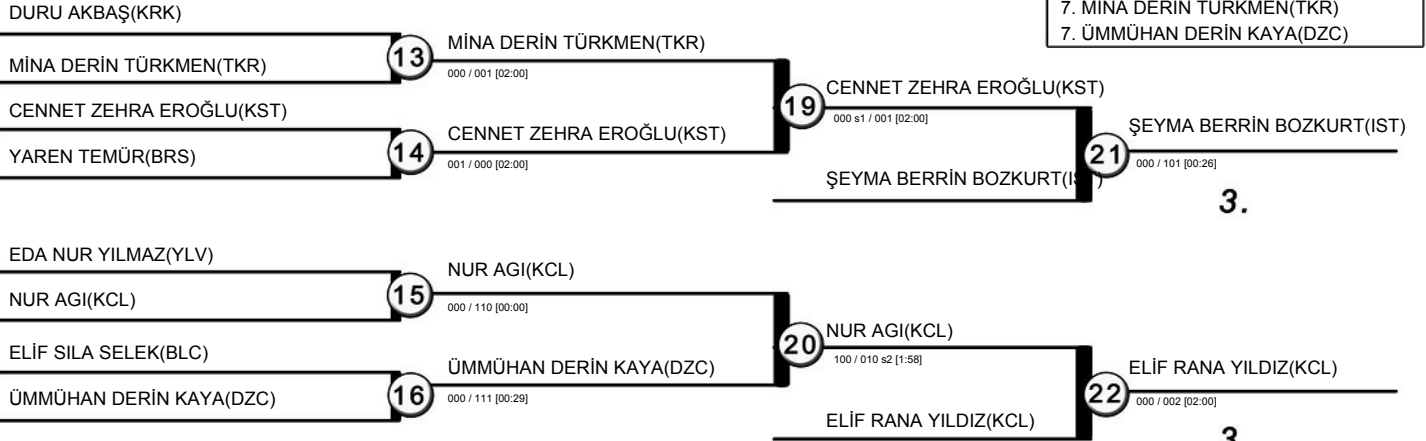 DURU AKBAŞ(KRK)
7. MİNA DERİN TÜRKMEN(TKR)
7. ÜMMÜHAN DERİN KAYA(DZC)
13
MİNA DERİN TÜRKMEN(TKR)
MİNA DERİN TÜRKMEN(TKR)
000 / 001 [02:00]
CENNET ZEHRA EROĞLU(KST)
19
CENNET ZEHRA EROĞLU(KST)
000 s1 / 001 [02:00]
YAREN TEMÜR(BRS)
14
CENNET ZEHRA EROĞLU(KST)
001 / 000 [02:00]
ŞEYMA BERRİN BOZKURT(IST)
21
ŞEYMA BERRİN BOZKURT(IST)
000 / 101 [00:26]
3.
EDA NUR YILMAZ(YLV)
NUR AGI(KCL)
15
NUR AGI(KCL)
000 / 110 [00:00]
ELİF SILA SELEK(BLC)
20
NUR AGI(KCL)
100 / 010 s2 [1:58]
ÜMMÜHAN DERİN KAYA(DZC)
16
ÜMMÜHAN DERİN KAYA(DZC)
000 / 111 [00:29]
ELİF RANA YILDIZ(KCL)
22
ELİF RANA YILDIZ(KCL)
000 / 002 [02:00]